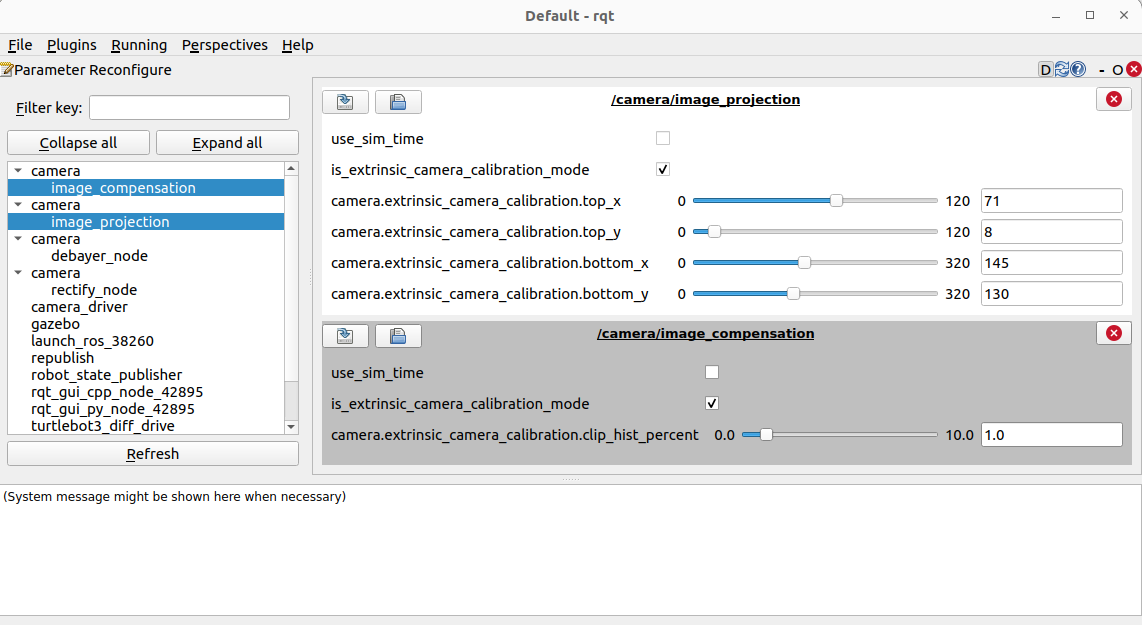 Default - rqt
File Plugins Running Perspectives Help
Parameter Reconfigure
D
?
- O
Filter key:
Collapse all
Expand all
camera
image_compensation
camera
image_projection
camera
debayer_node
camera
rectify_node
camera_driver
gazebo
launch_ros_38260
republish
robot_state_publisher
rqt_gui_cpp_node_42895
rqt_gui_py_node_42895
turtlebot3_diff_drive
Refresh
/camera/image_projection
use_sim_time
is_extrinsic_camera_calibration_mode
camera.extrinsic_camera_calibration.top_x 0 120 71
camera.extrinsic_camera_calibration.top_y 0 120 8
camera.extrinsic_camera_calibration.bottom_x 0 320 145
camera.extrinsic_camera_calibration.bottom_y 0 320 130
/camera/image_compensation
use_sim_time
is_extrinsic_camera_calibration_mode
camera.extrinsic_camera_calibration.clip_hist_percent 0.0 10.0 1.0
(System message might be shown here when necessary)